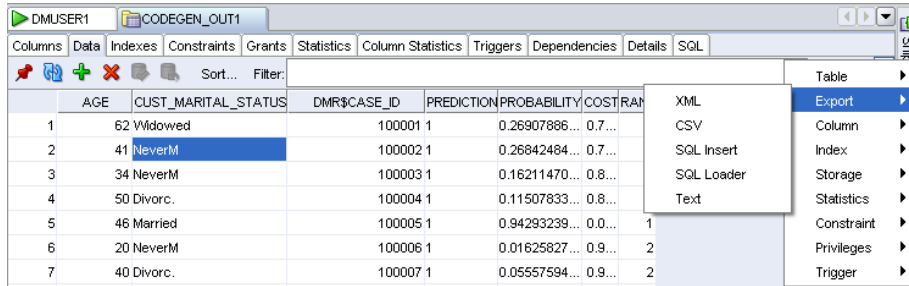 DMUSER1 CODEGEN_OUT1
Columns Data Indexes Constraints Grants Statistics Column Statistics Triggers Dependencies Details SQL
Sort... Filter:
AGE CUST_MARITAL_STATUS DMR$CASE_ID PREDICTION PROBABILITY COST RAN
1 62 Widowed 100001 1 0.26907886... 0.7...
2 41 NeverM 100002 1 0.26842484... 0.7...
3 34 NeverM 100003 1 0.16211470... 0.8...
4 50 Divorc. 100004 1 0.11507833... 0.8...
5 46 Married 100005 1 0.94293239... 0.0... 1
6 20 NeverM 100006 1 0.01625827... 0.9... 2
7 40 Divorc. 100007 1 0.05557594... 0.9... 2
XML
CSV
SQL Insert
SQL Loader
Text
Table
Export
Column
Index
Storage
Statistics
Constraint
Privileges
Trigger